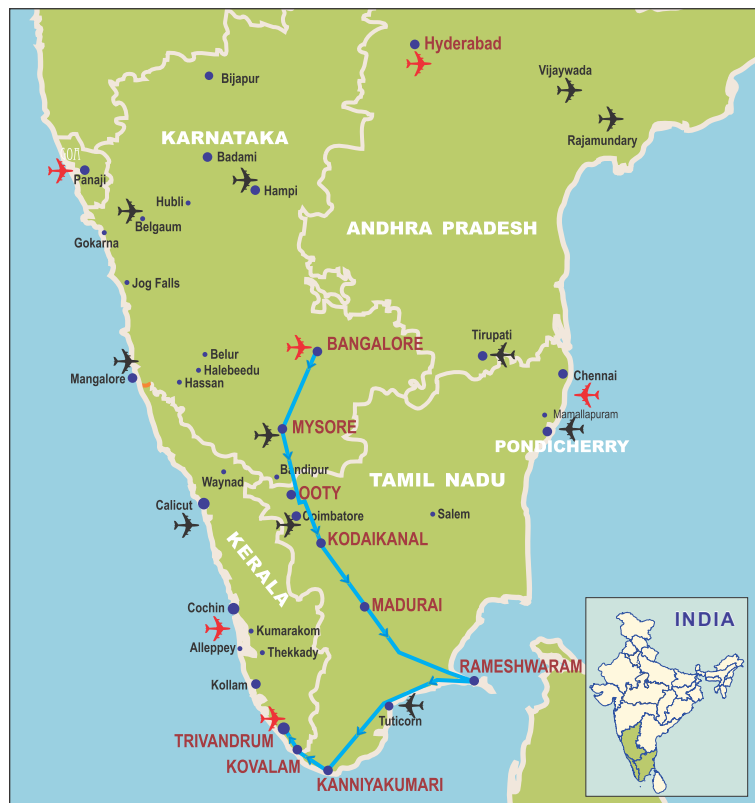 Hyderabad
Vijaywada
Bijapur
Rajamundary
KARNATAKA
GOA
Badami
Panaji
Hampi
Hubli
Belgaum
Gokarna
ANDHRA PRADESH
Jog Falls
BANGALORE
Tirupati
Belur
Halebeedu
Mangalore
Hassan
Chennai
Mamallapuram
MYSORE
PONDICHERRY
Bandipur
Waynad
TAMIL NADU
OOTY
Calicut
Coimbatore
Salem
KODAIKANAL
KERALA
Cochin
MADURAI
INDIA
Kumarakom
Alleppey
Thekkady
Kollam
RAMESHWARAM
Tuticorn
TRIVANDRUM
KOVALAM
KANNIYAKUMARI